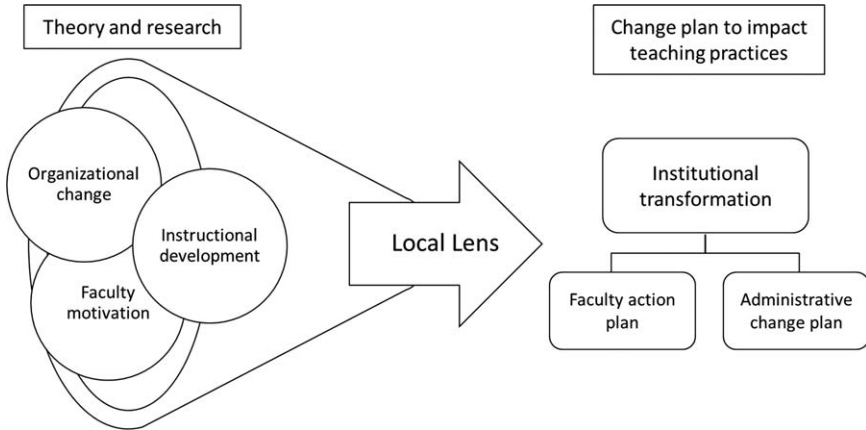 Theory and research
Change plan to impact
teaching practices
Organizational
change
Instructional
development
Faculty
motivation
Local Lens
Institutional
transformation
Faculty action
plan
Administrative
change plan